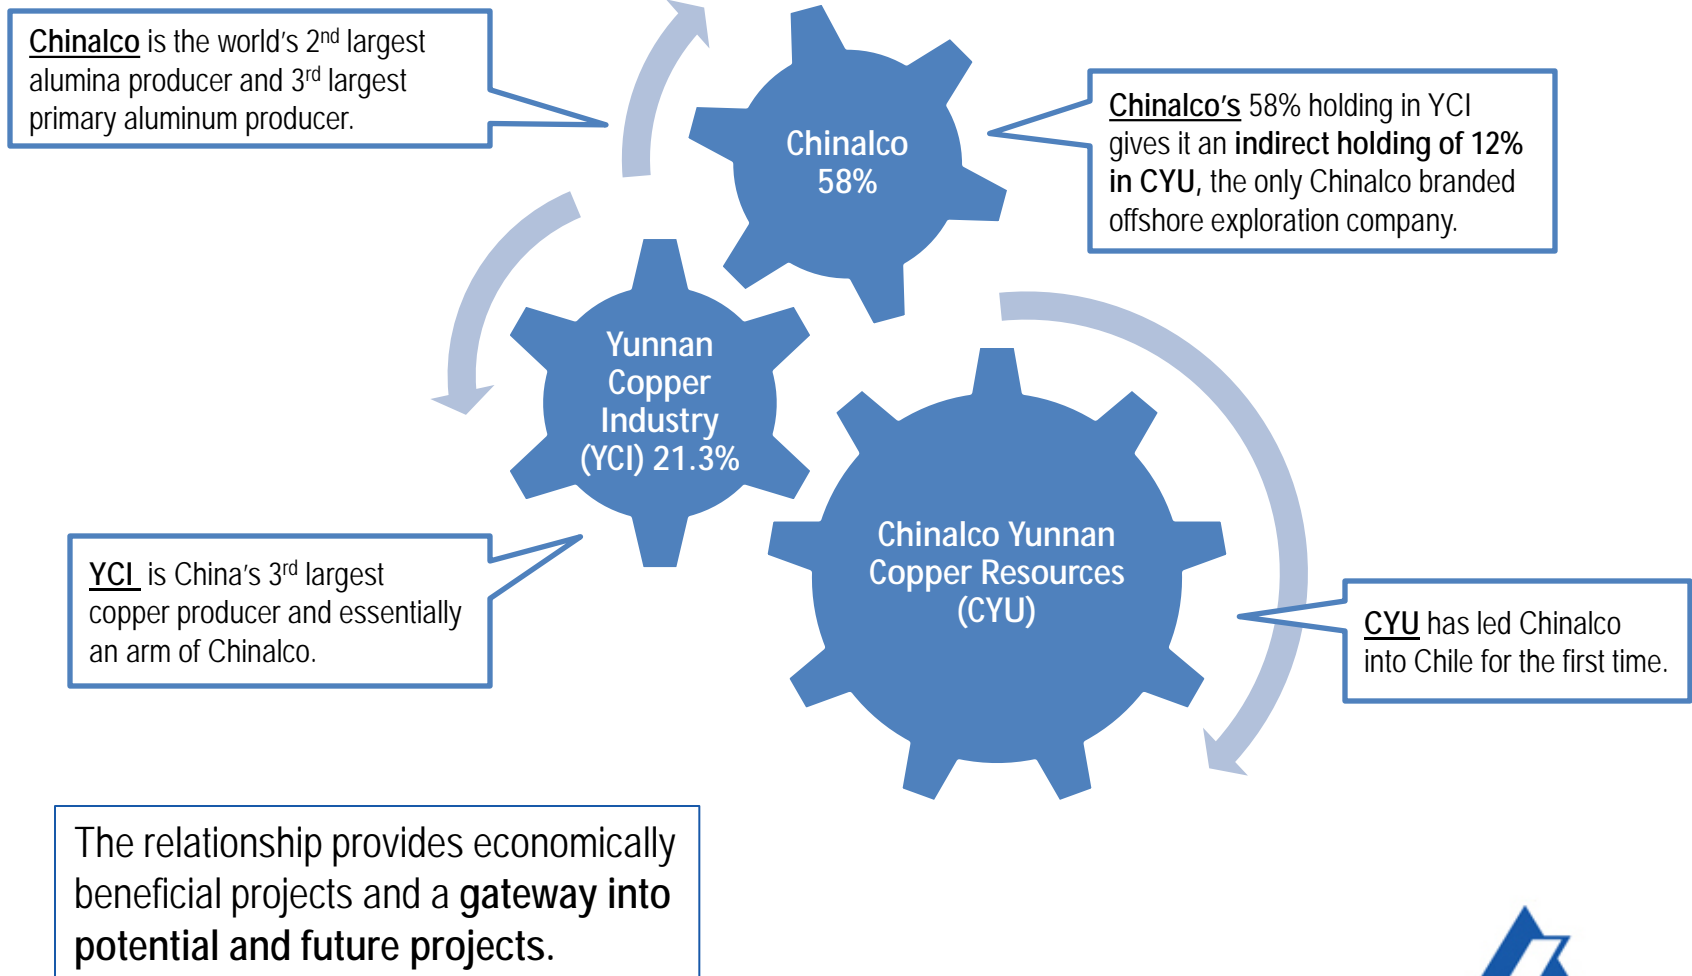 Chinalco is the world’s 2nd largest
alumina producer and 3rd largest
primary aluminum producer.
Chinalco
58%
Chinalco’s 58% holding in YCI
gives it an indirect holding of 12%
in CYU, the only Chinalco branded
offshore exploration company.
Yunnan
Copper
Industry
(YCI) 21.3%
Chinalco Yunnan
Copper Resources
(CYU)
YCI is China’s 3rd largest
copper producer and essentially
an arm of Chinalco.
CYU has led Chinalco
into Chile for the first time.
The relationship provides economically
beneficial projects and a gateway into
potential and future projects.